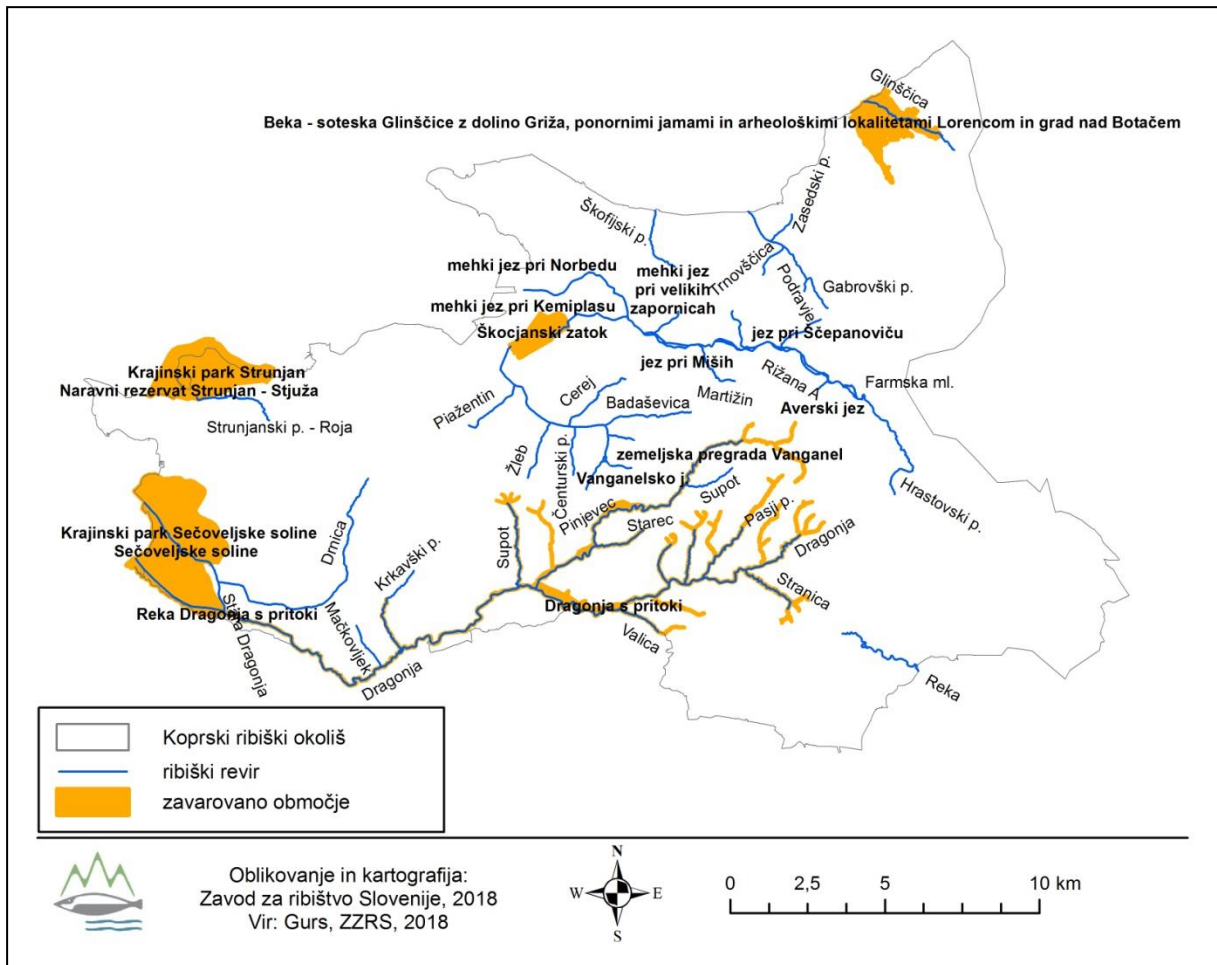 Glinščica
Beka - soteska Glinščice z dolino Griža, ponornimi jamami in arheološkimi lokalitetami Lorencom in grad nad Botačem
Zasedski p.
Škofijski p.
Trnovščica
mehki jez pri Norbedu
mehki jez
pri velikih
zapornicah
Podravje
Gabrovški p.
mehki jez pri Kemiplasu
Škocjanski zatok
jez pri Ščepanoviču
jez pri Miših
Rižana A
Farmska ml.
Krajinski park Strunjan
Naravni rezervat Strunjan - Stjuža
Strunjanski p. - Roja
Piažentin
Cerej
Badaševica
Martižin
Averski jez
Žleb
Čenturski p.
zemeljska pregrada Vanganel
Vanganelsko j.
Supot
Hrastovski p.
Pinjevec
Starec
Pasji p.
Dragonja
Krajinski park Sečoveljske soline
Sečoveljske soline
Drnica
Krkavški p.
Supot
Stranica
Reka Dragonja s pritoki
Dragonja s pritoki
Stara Dragonja
Mačkovljek
Dragonja
Valica
Reka
Koprski ribiški okoliš
ribiški revir
zavarovano območje
Oblikovanje in kartografija:
Zavod za ribištvo Slovenije, 2018
Vir: Gurs, ZZRS, 2018
N
W E
S
0 2,5 5 10 km